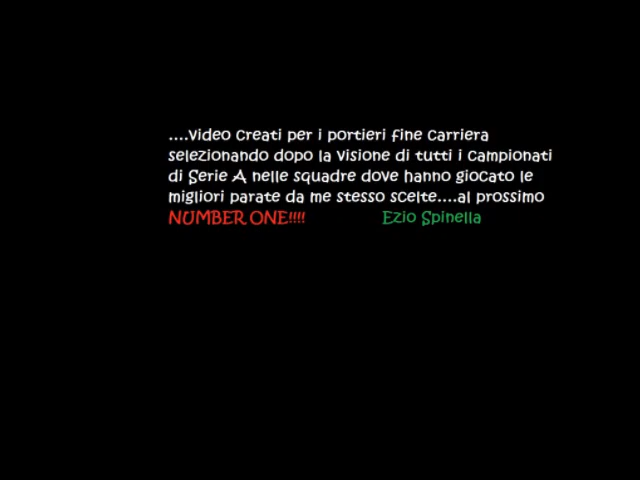 ....Video creati per i portieri fine carriera
selezionando dopo la visione di tutti i campionati
di Serie A nelle squadre dove hanno giocato le
migliori parate da me stesso scelte....al prossimo
NUMBER ONE!!!! Ezio Spinella